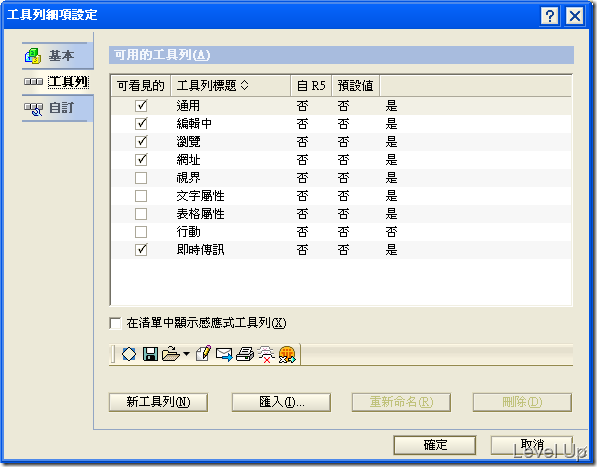 工具列細項設定
基本
工具列
自訂
可用的工具列(A)
可看見的 工具列標題 自 R5 預設值
通用 否 否 是
編輯中 否 否 是
瀏覽 否 否 是
網址 否 否 是
視界 否 否 是
文字屬性 否 否 是
表格屬性 否 否 是
行動 否 否 否
即時傳訊 否 否 是
在清單中顯示感應式工具列(X)
新工具列(N) 匯入(I)... 重新命名(R) 刪除(D)
確定 取消
Level Up